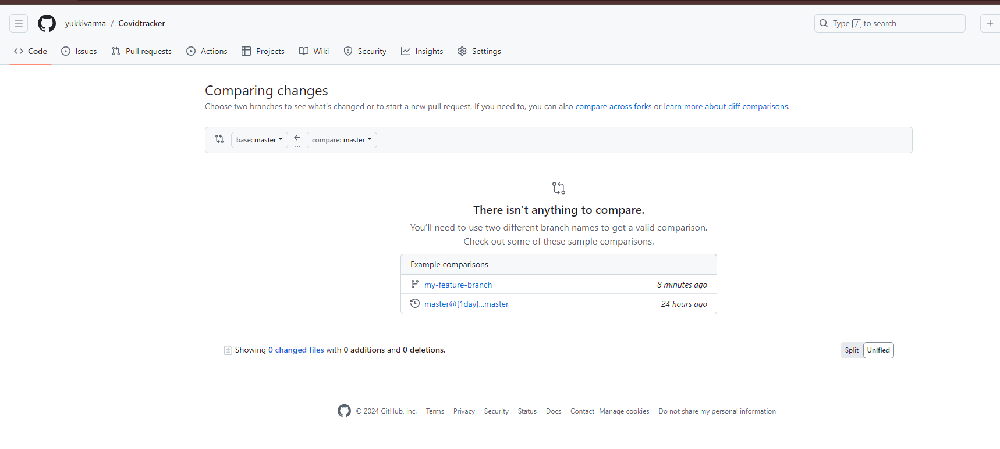 yukkivarma / Covidtracker
Type / to search
Code Issues Pull requests Actions Projects Wiki Security Insights Settings
Comparing changes
Choose two branches to see what's changed or to start a new pull request. If you need to, you can also compare across forks or learn more about diff comparisons.
base: master ... compare: master
There isn't anything to compare.
You'll need to use two different branch names to get a valid comparison.
Check out some of these sample comparisons.
Example comparisons
my-feature-branch 8 minutes ago
master@{1day}...master 24 hours ago
Showing 0 changed files with 0 additions and 0 deletions.
Split Unified
© 2024 GitHub, Inc. Terms Privacy Security Status Docs Contact Manage cookies Do not share my personal information